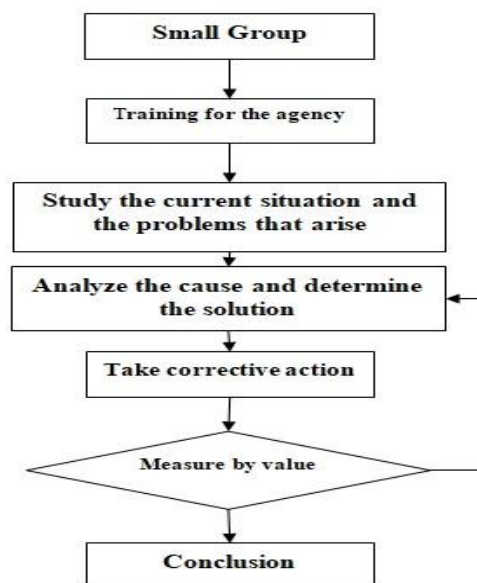 Small Group
Training for the agency
Study the current situation and
the problems that arise
Analyze the cause and determine
the solution
Take corrective action
Measure by value
Conclusion